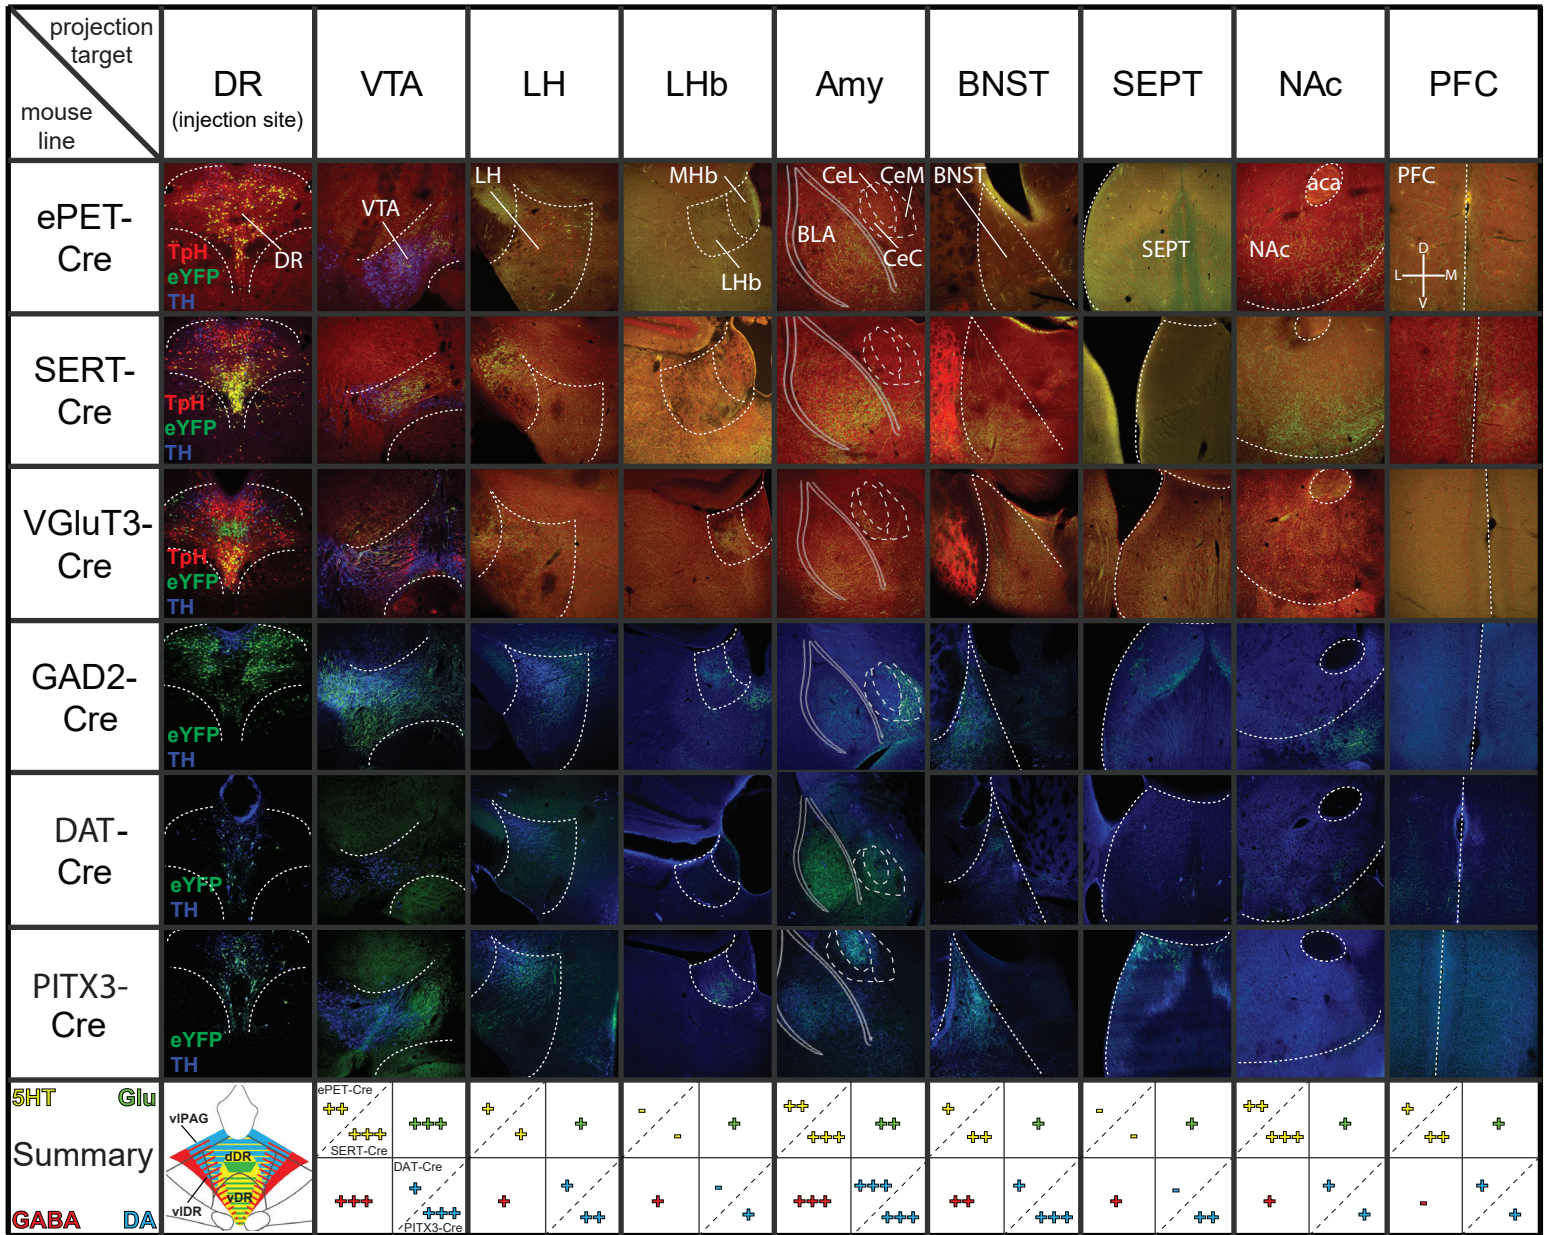 projection
target
mouse
line
DR
(injection site)
VTA
LH
LHb
Amy
BNST
SEPT
NAc
PFC
ePET-
Cre
TpH
eYFP
TH
DR
VTA
LH
MHb
LHb
CeL
CeM
BLA
CeC
BNST
SEPT
aca
NAc
PFC
D
L
M
V
SERT-
Cre
TpH
eYFP
TH
VGluT3-
Cre
TpH
eYFP
TH
GAD2-
Cre
eYFP
TH
DAT-
Cre
eYFP
TH
PITX3-
Cre
eYFP
TH
5HT Glu
Summary
GABA DA
vlPAG
dDR
vDR
vlDR
ePET-Cre
++
+++
SERT-Cre
+++
+++
DAT-Cre
+
+++
PITX3-Cre
+
+
+
+
+
++
-
-
+
+
-
+
++
+++
++
+++
+++
+++
+
++
+
++
+
+++
-
-
+
+
-
++
++
+++
+
+
+
+
+
++
+
-
+
+